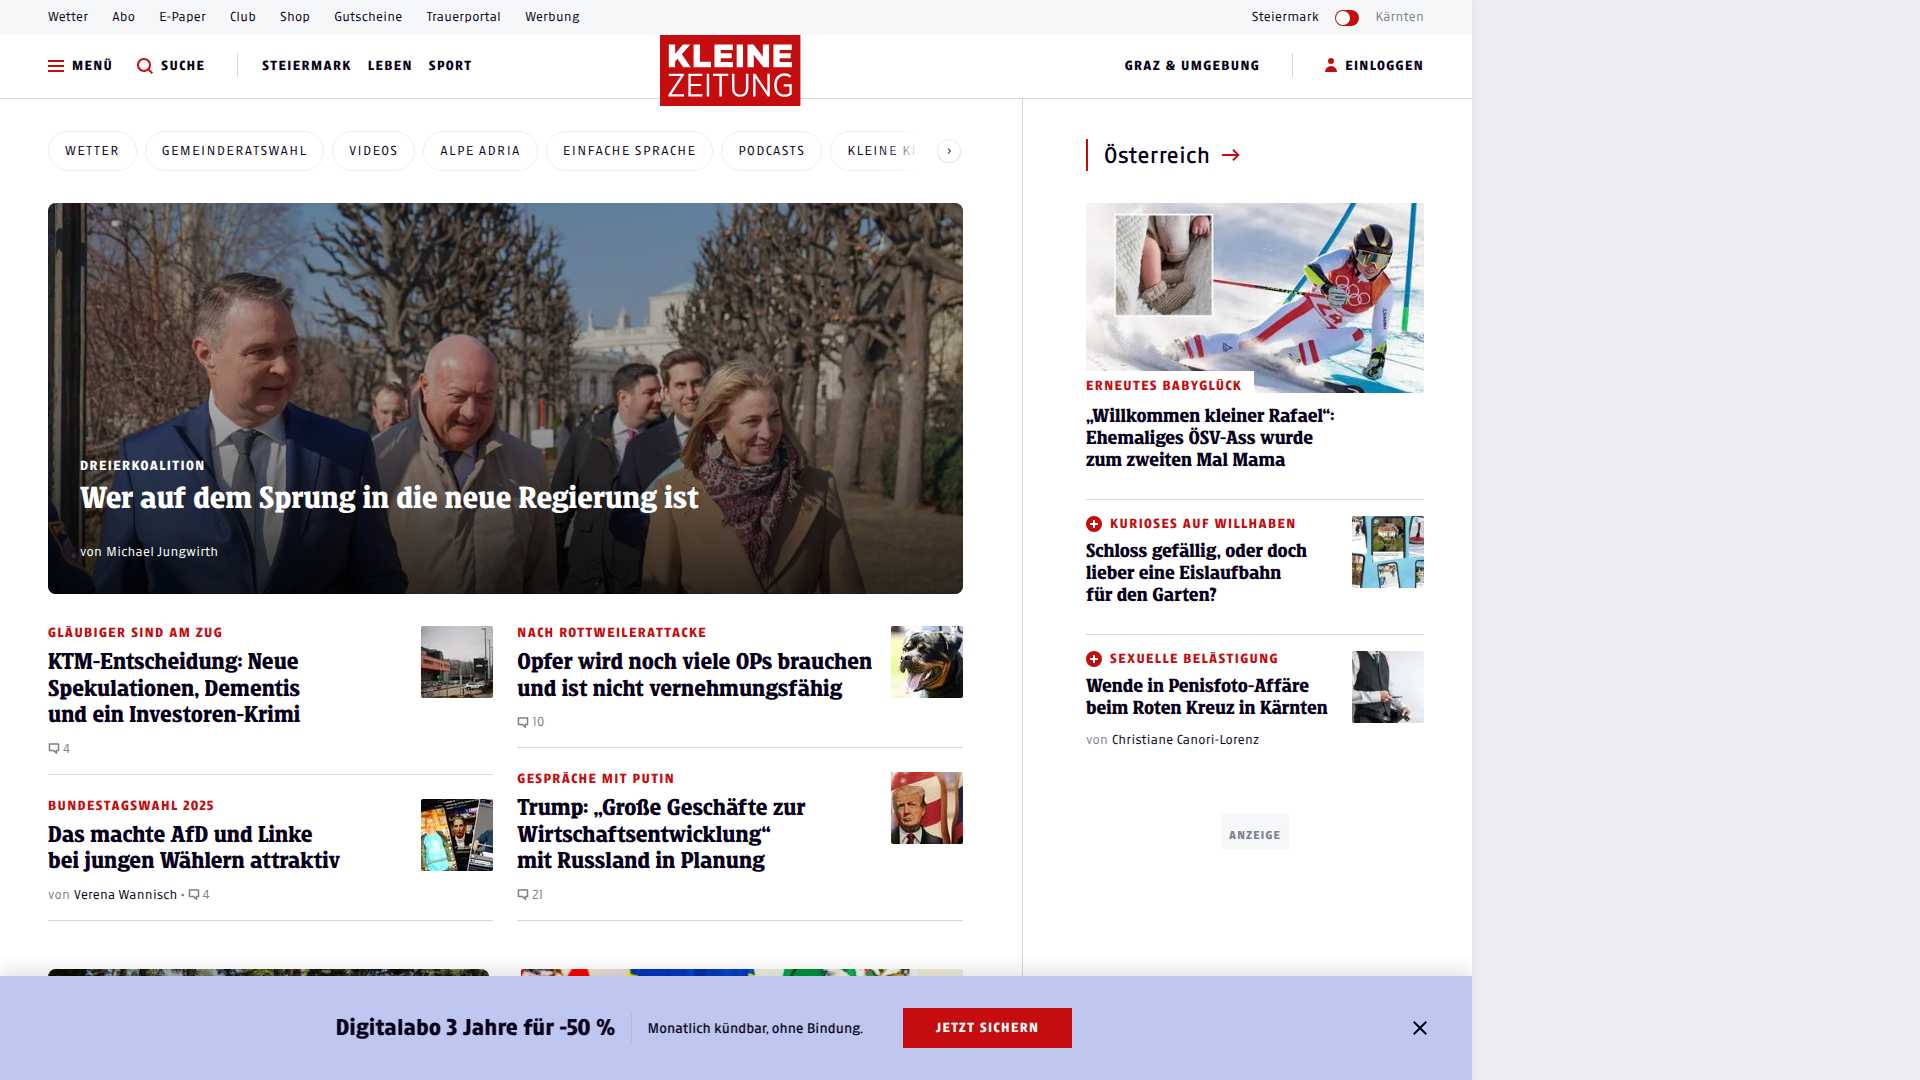 Wetter Abo E-Paper Club Shop Gutscheine Trauerportal Werbung Steiermark Kärnten
MENÜ SUCHE STEIERMARK LEBEN SPORT KLEINE ZEITUNG GRAZ & UMGEBUNG EINLOGGEN
WETTER GEMEINDERATSWAHL VIDEOS ALPE ADRIA EINFACHE SPRACHE PODCASTS KLEINE
DREIERKOALITION
Wer auf dem Sprung in die neue Regierung ist
von Michael Jungwirth
GLÄUBIGER SIND AM ZUG
KTM-Entscheidung: Neue
Spekulationen, Dementis
und ein Investoren-Krimi
4
BUNDESTAGSWAHL 2025
Das machte AfD und Linke
bei jungen Wählern attraktiv
von Verena Wannisch • 4
NACH ROTTWEILERATTACKE
Opfer wird noch viele OPs brauchen
und ist nicht vernehmungsfähig
10
GESPRÄCHE MIT PUTIN
Trump: „Große Geschäfte zur
Wirtschaftsentwicklung“
mit Russland in Planung
21
Österreich
ERNEUTES BABYGLÜCK
„Willkommen kleiner Rafael“:
Ehemaliges ÖSV-Ass wurde
zum zweiten Mal Mama
KURIOSES AUF WILLHABEN
Schloss gefällig, oder doch
lieber eine Eislaufbahn
für den Garten?
SEXUELLE BELÄSTIGUNG
Wende in Penisfoto-Affäre
beim Roten Kreuz in Kärnten
von Christiane Canori-Lorenz
ANZEIGE
Digitalabo 3 Jahre für -50 % Monatlich kündbar, ohne Bindung. JETZT SICHERN